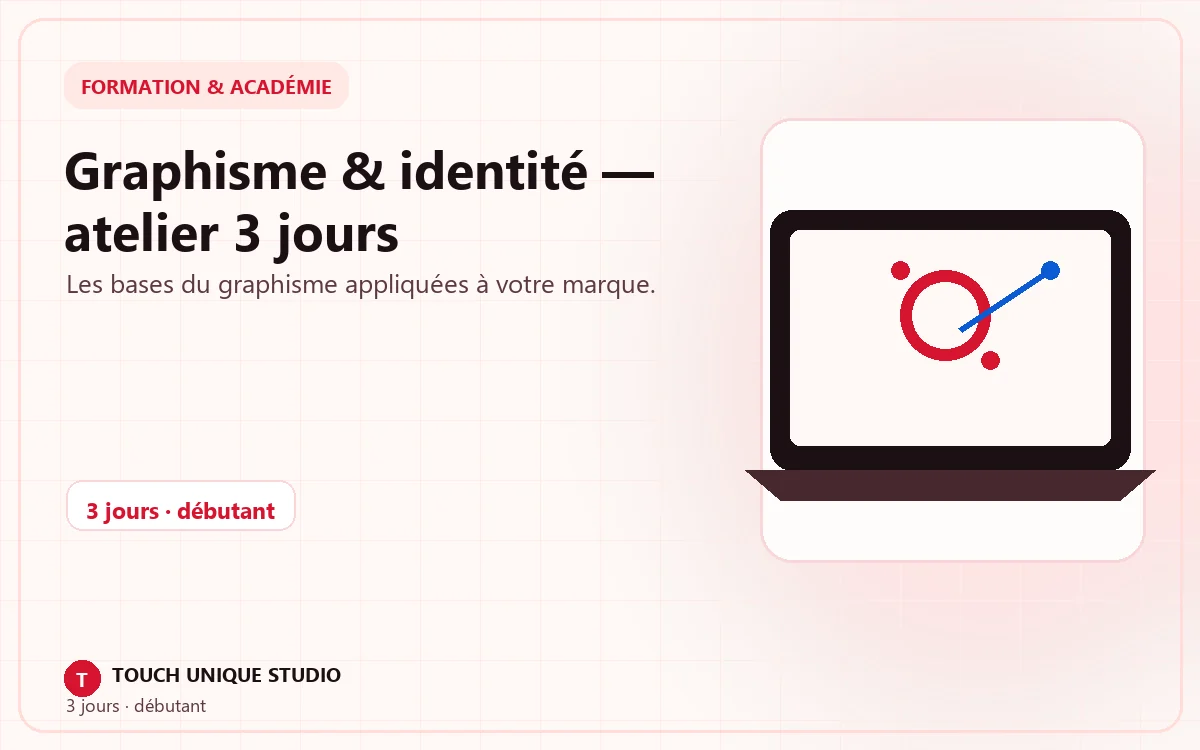 FORMATION & ACADÉMIE
Graphisme & identité —
atelier 3 jours
Les bases du graphisme appliquées à votre marque.
3 jours · débutant
T
TOUCH UNIQUE STUDIO
3 jours · débutant